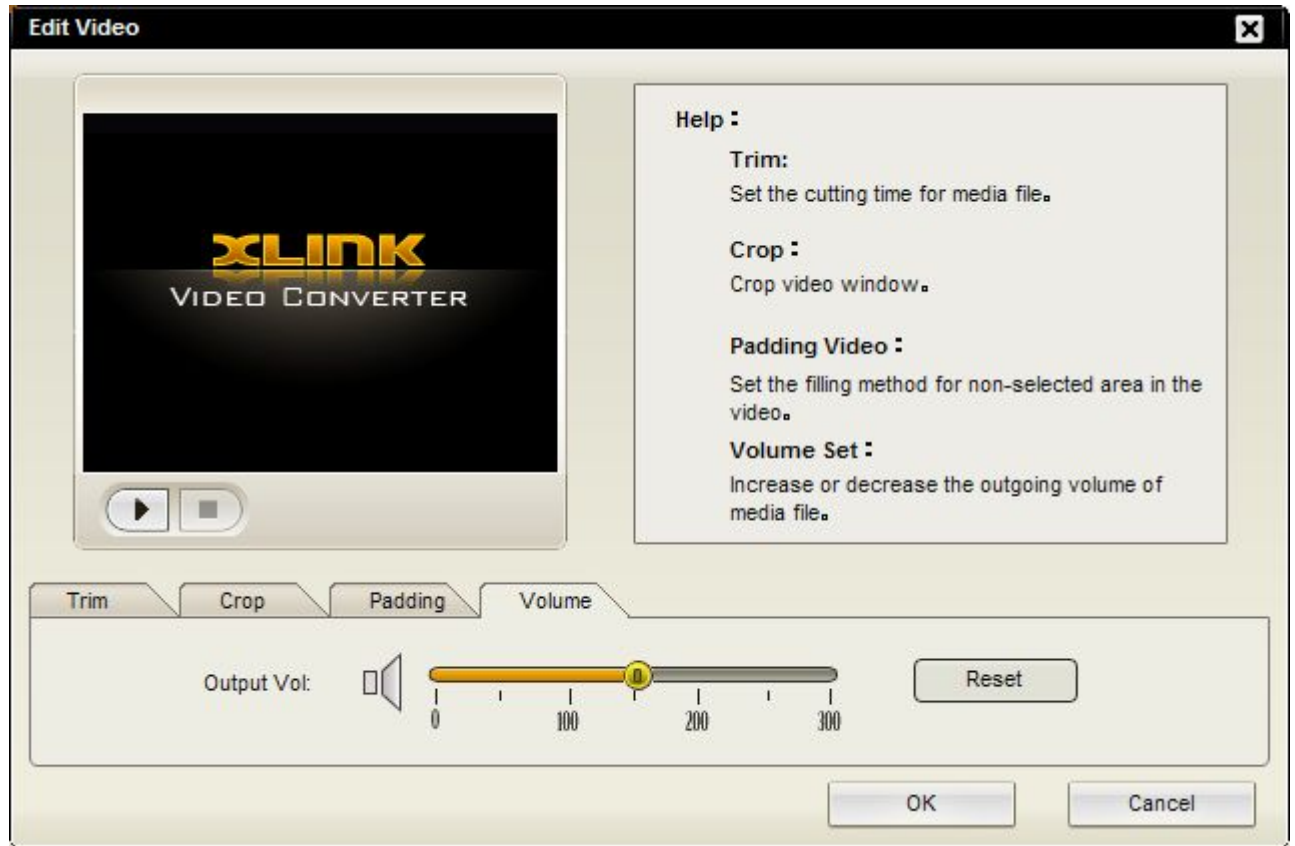 Edit Video
XLINK
VIDEO CONVERTER
Help：
Trim:
Set the cutting time for media file。
Crop：
Crop video window。
Padding Video：
Set the filling method for non-selected area in the
video。
Volume Set：
Increase or decrease the outgoing volume of
media file。
Trim Crop Padding Volume
Output Vol: Reset
0 100 200 300
OK Cancel